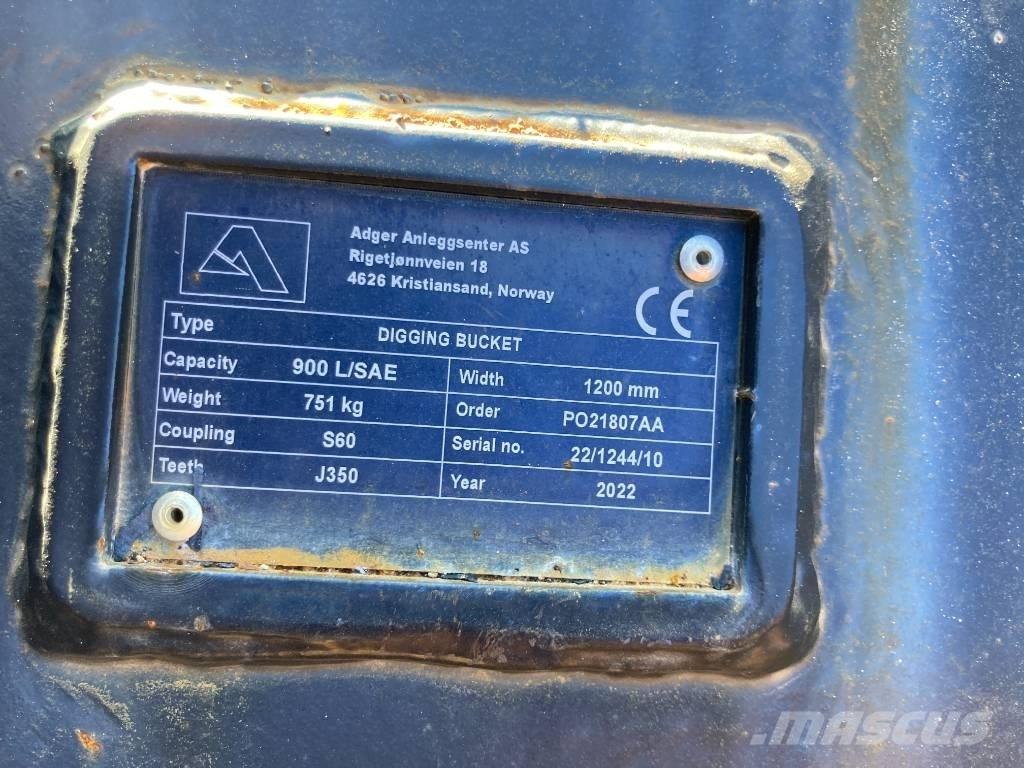 Adger Anleggsenter AS
Rigetjønnveien 18
4626 Kristiansand, Norway
CE
Type DIGGING BUCKET
Capacity 900 L/SAE Width 1200 mm
Weight 751 kg Order PO21807AA
Coupling S60 Serial no. 22/1244/10
Teeth J350 Year 2022
MASCUS